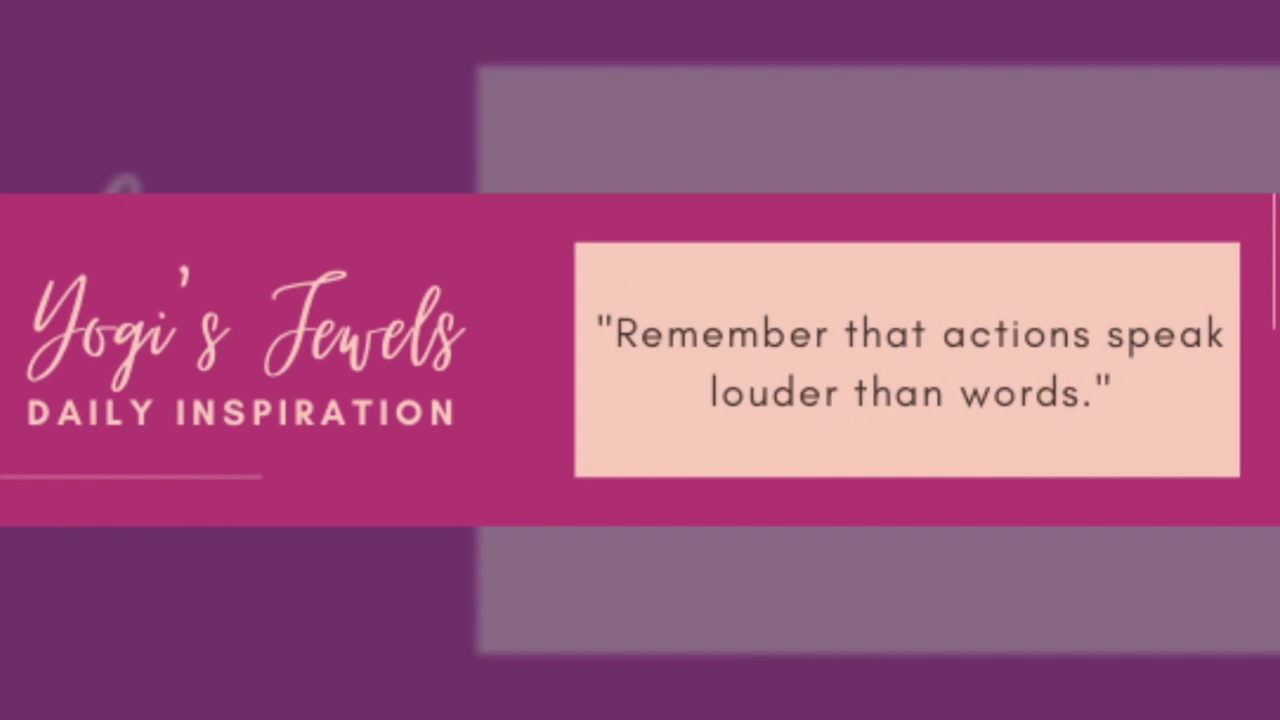 Yogi's Jewels
DAILY INSPIRATION
"Remember that actions speak
louder than words."